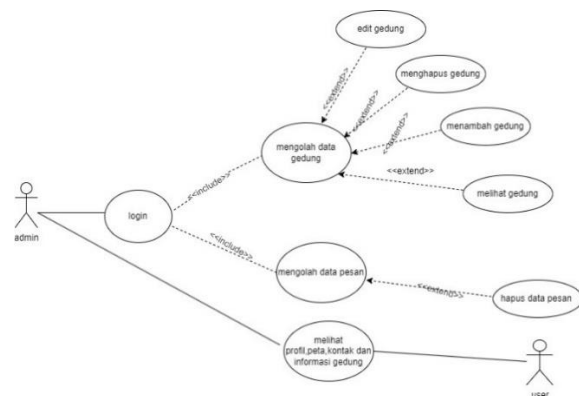 edit gedung
<<extend>>
menghapus gedung
<<extend>>
menambah gedung
<<extend>>
mengolah data
gedung
<<extend>>
melihat gedung
<<include>>
login
admin
<<include>>
mengolah data pesan
<<extend>>
hapus data pesan
melihat
profil,peta,kontak dan
informasi gedung
user